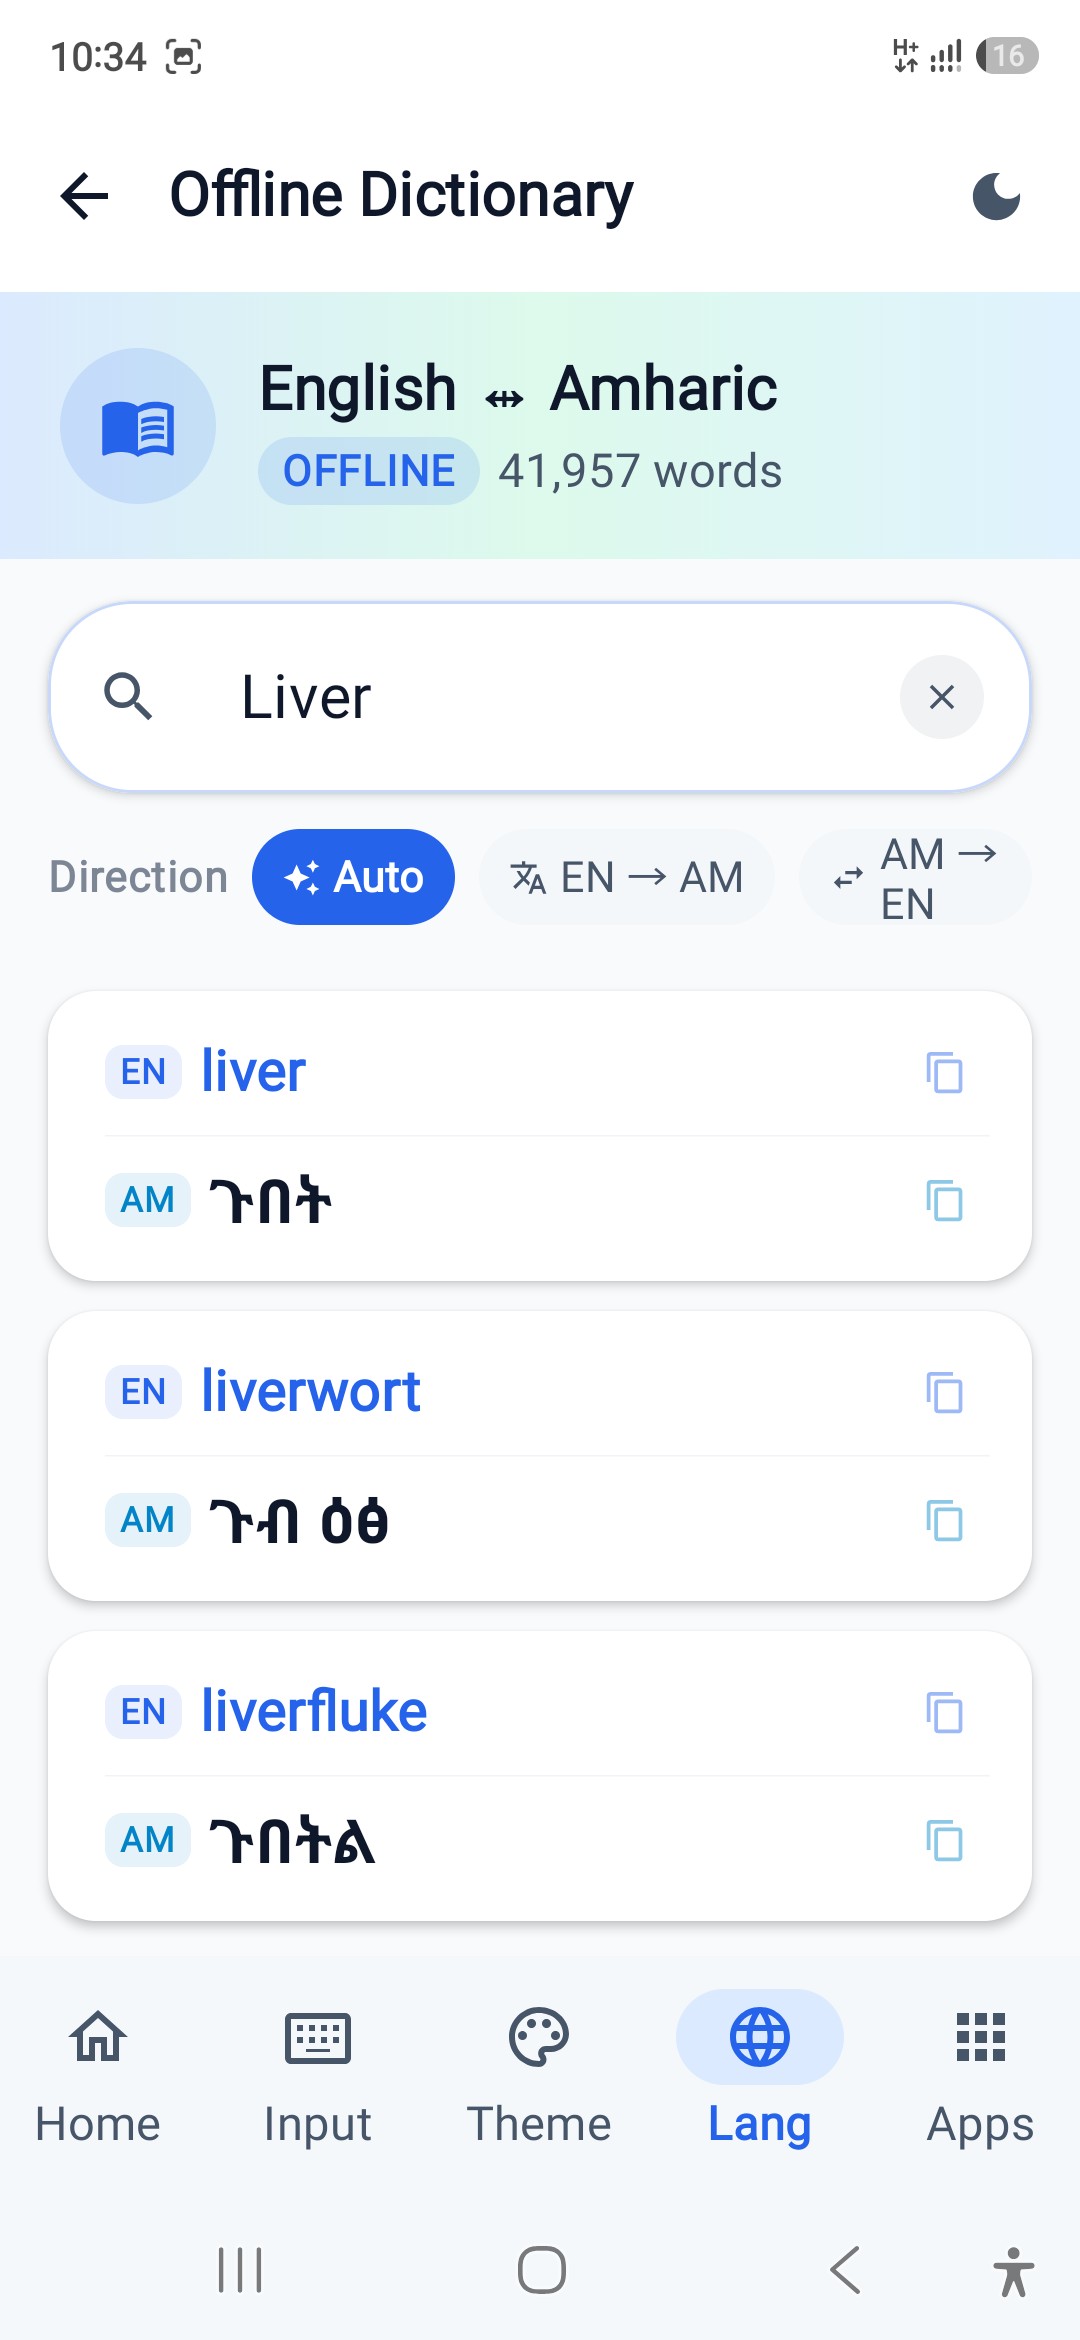 10:34
H+
16
Offline Dictionary
English ↔ Amharic
OFFLINE 41,957 words
Liver
Direction Auto EN → AM AM → EN
EN liver
AM ጉበት
EN liverwort
AM ጉብ ዕፅ
EN liverfluke
AM ጉበትል
Home Input Theme Lang Apps